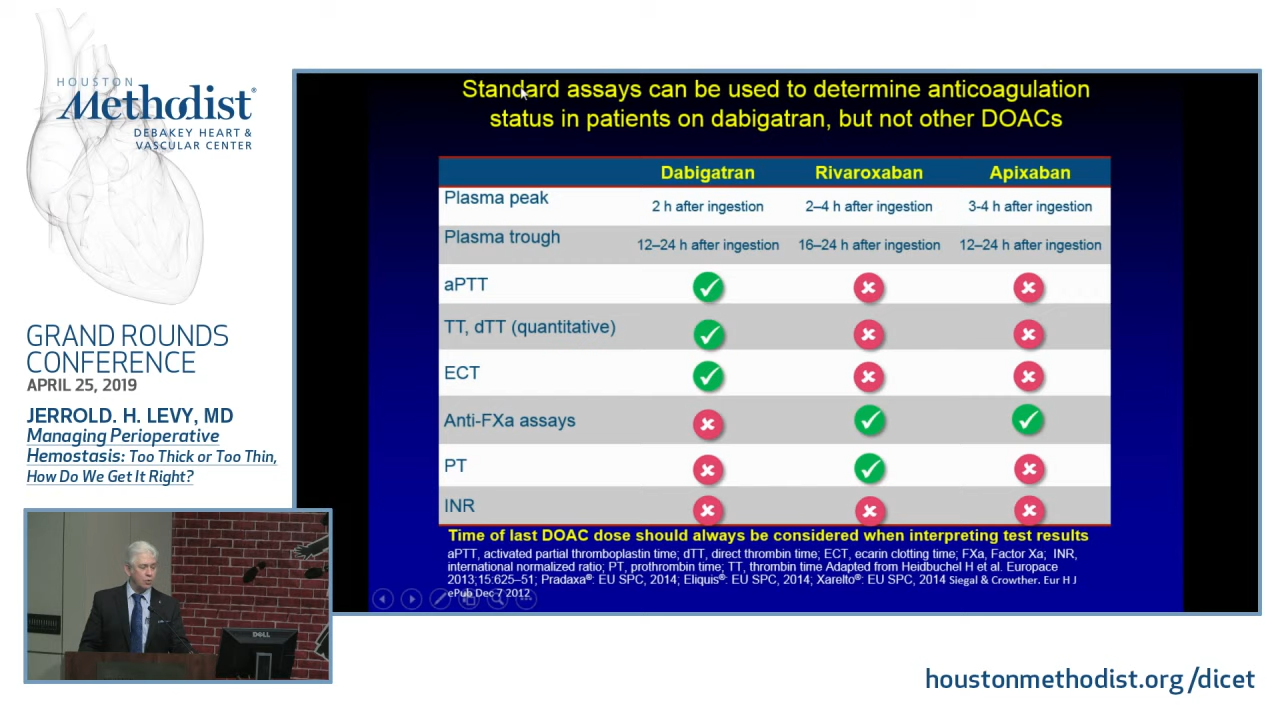 HOUSTON
Methodist®
DEBAKEY HEART &
VASCULAR CENTER
GRAND ROUNDS
CONFERENCE
APRIL 25, 2019
JERROLD. H. LEVY, MD
Managing Perioperative
Hemostasis: Too Thick or Too Thin,
How Do We Get It Right?
Standard assays can be used to determine anticoagulation
status in patients on dabigatran, but not other DOACs
Dabigatran Rivaroxaban Apixaban
Plasma peak 2 h after ingestion 2–4 h after ingestion 3-4 h after ingestion
Plasma trough 12–24 h after ingestion 16–24 h after ingestion 12–24 h after ingestion
aPTT
TT, dTT (quantitative)
ECT
Anti-FXa assays
PT
INR
Time of last DOAC dose should always be considered when interpreting test results
aPTT, activated partial thromboplastin time; dTT, direct thrombin time; ECT, ecarin clotting time; FXa, Factor Xa; INR,
international normalized ratio; PT, prothrombin time; TT, thrombin time Adapted from Heidbuchel H et al. Europace
2013;15:625–51; Pradaxa®: EU SPC, 2014; Eliquis®: EU SPC, 2014; Xarelto®: EU SPC, 2014 Siegal & Crowther. Eur H J
ePub Dec 7 2012
DELL
houstonmethodist.org/dicet